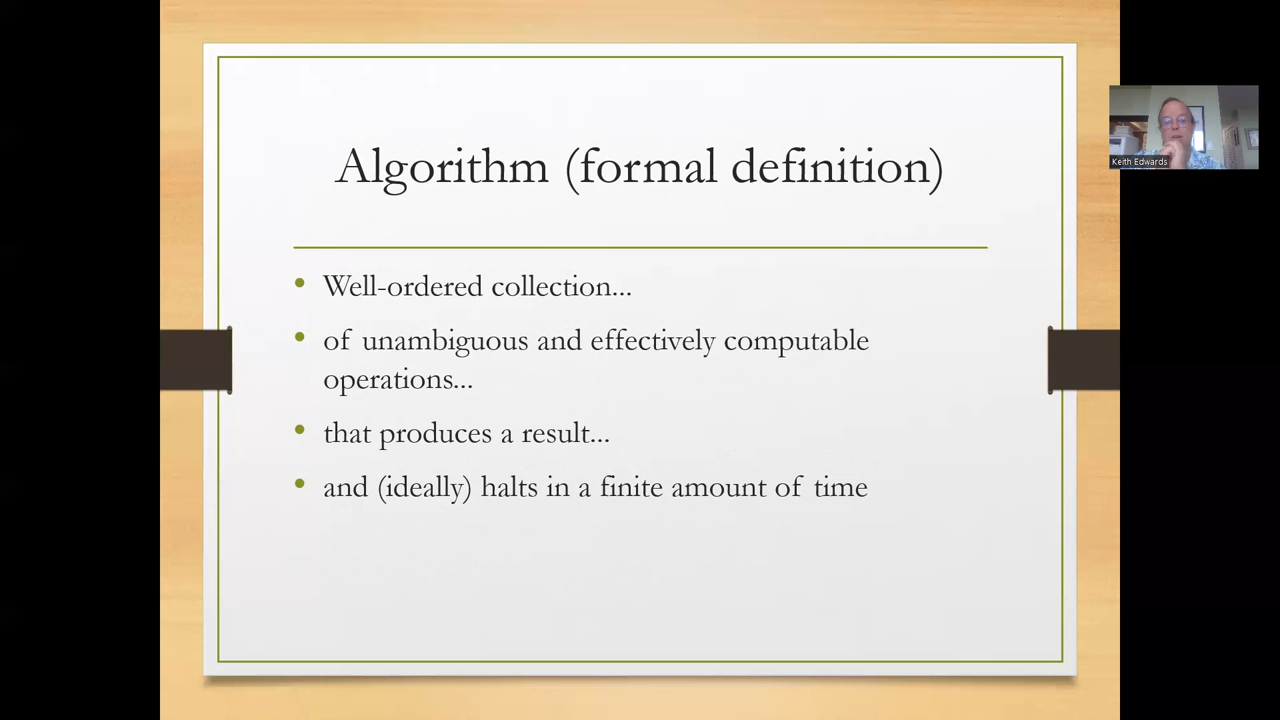 Algorithm (formal definition)
• Well-ordered collection...
• of unambiguous and effectively computable
operations...
• that produces a result...
• and (ideally) halts in a finite amount of time
Keith Edwards